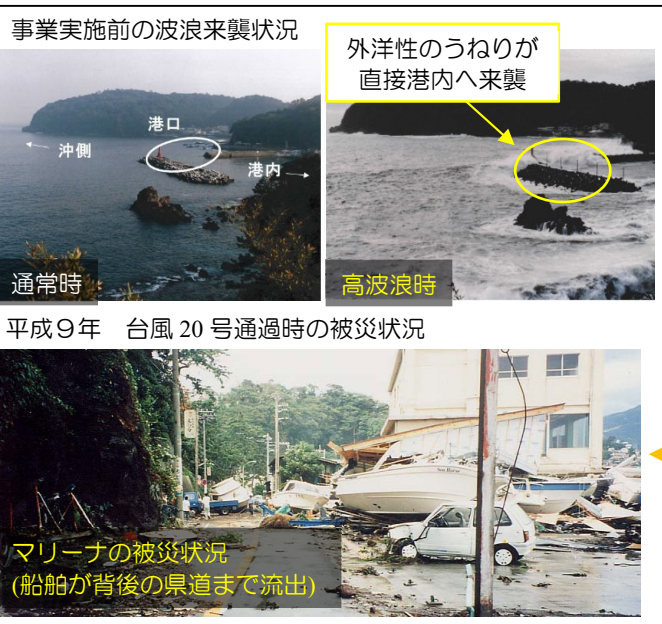 事業実施前の波浪来襲状況
外洋性のうねりが
直接港内へ来襲
港口
沖側
港内
通常時
高波浪時
平成９年　台風 20 号通過時の被災状況
マリーナの被災状況
(船舶が背後の県道まで流出)